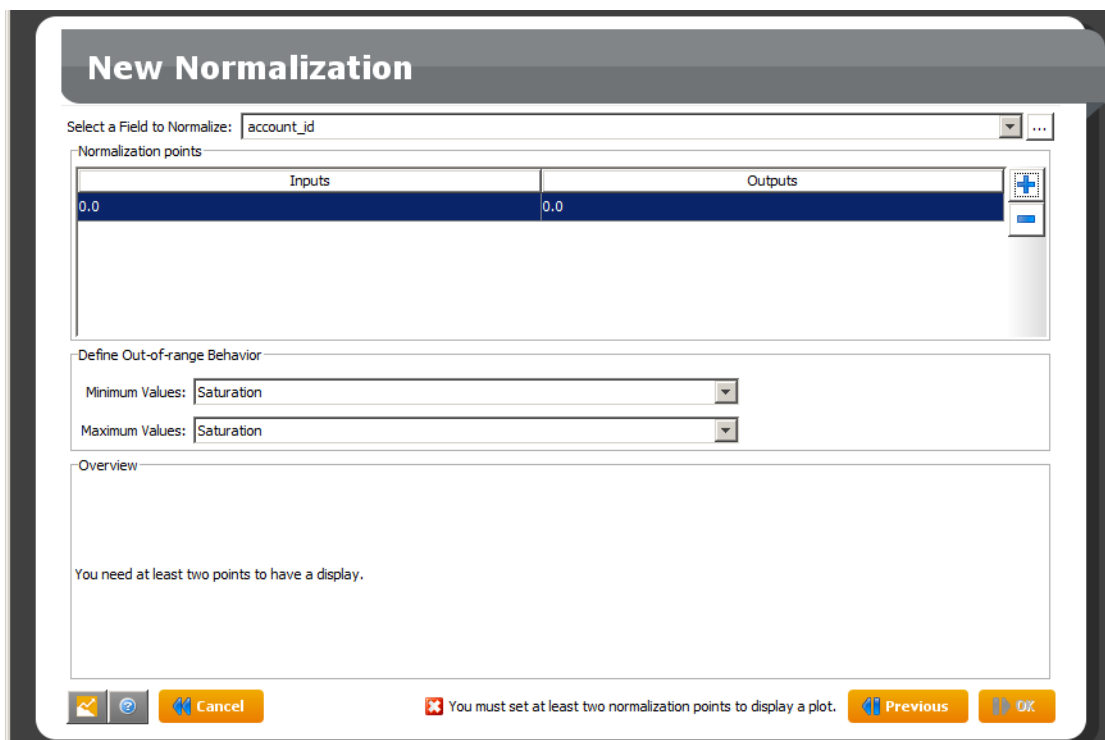 New Normalization
Select a Field to Normalize: account_id ...
Normalization points
Inputs Outputs
0.0 0.0
Define Out-of-range Behavior
Minimum Values: Saturation
Maximum Values: Saturation
Overview
You need at least two points to have a display.
Cancel You must set at least two normalization points to display a plot. Previous OK